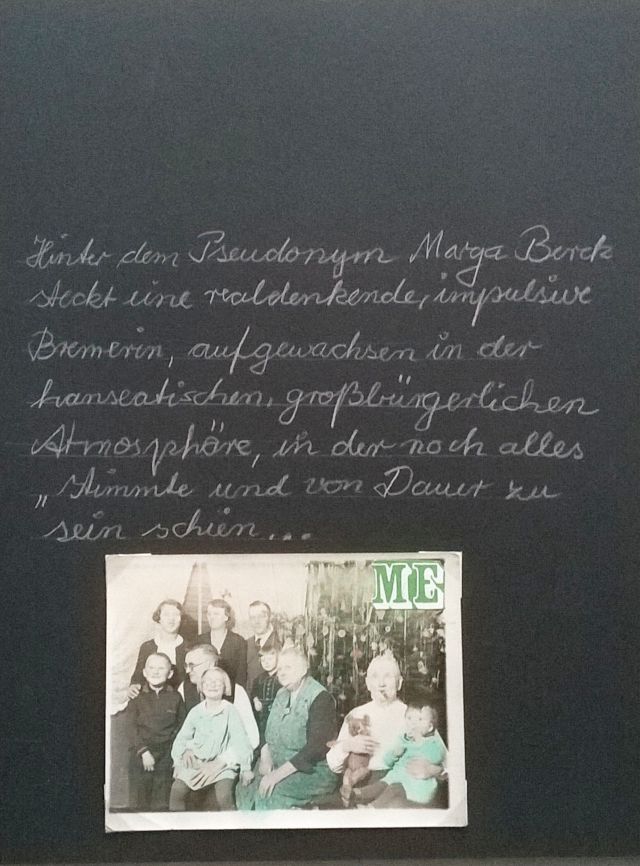 Hinter dem Pseudonym Marga Berck
steckt eine realdenkende, impulsive
Bremerin, aufgewachsen in der
hanseatischen, großbürgerlichen
Atmosphäre, in der noch alles
„stimmte und von Dauer zu
sein schien...
ME